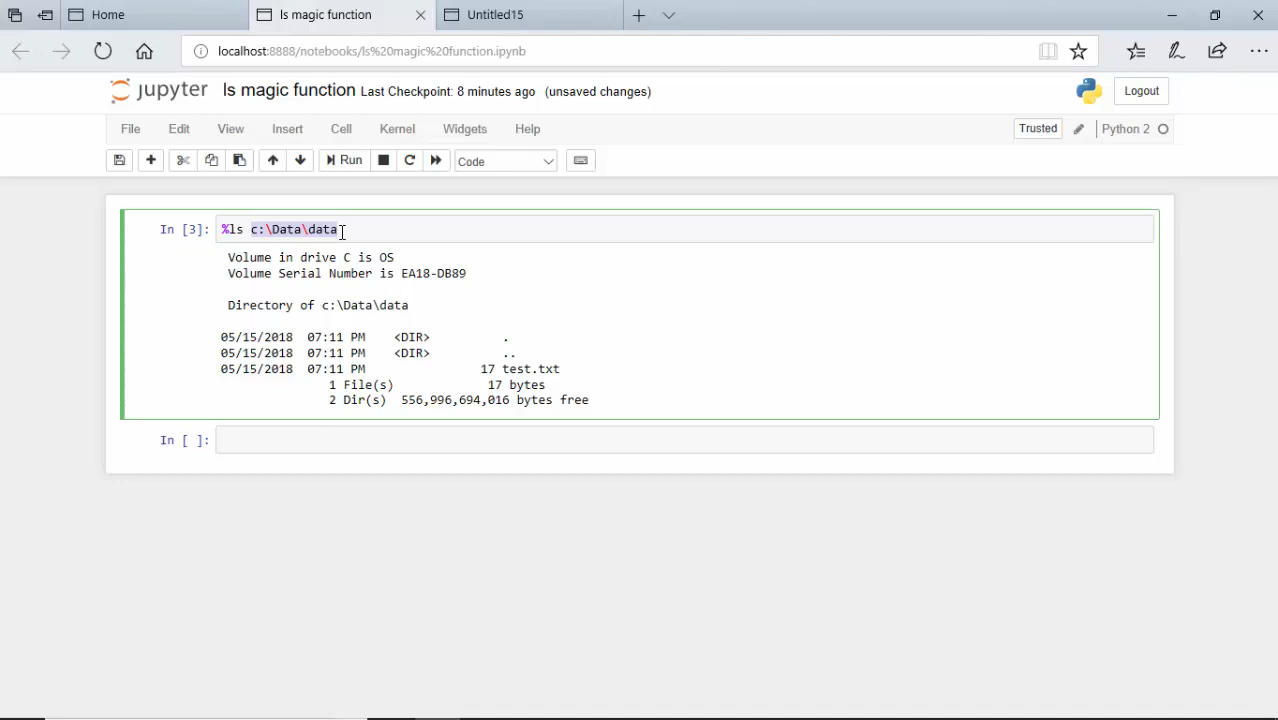 Home ls magic function Untitled15
localhost:8888/notebooks/ls%20magic%20function.ipynb
jupyter ls magic function Last Checkpoint: 8 minutes ago (unsaved changes) Logout
File Edit View Insert Cell Kernel Widgets Help Trusted Python 2
Run Code
In [3]: %ls c:\Data\data
Volume in drive C is OS
Volume Serial Number is EA18-DB89
Directory of c:\Data\data
05/15/2018 07:11 PM <DIR> .
05/15/2018 07:11 PM <DIR> ..
05/15/2018 07:11 PM 17 test.txt
1 File(s) 17 bytes
2 Dir(s) 556,996,694,016 bytes free
In [ ]: